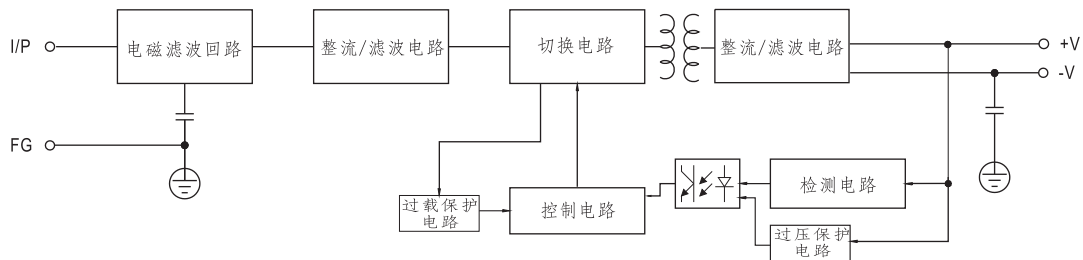 I/P
电磁滤波回路
整流/滤波电路
切换电路
整流/滤波电路
+V
-V
FG
过载保护
电路
控制电路
检测电路
过压保护
电路